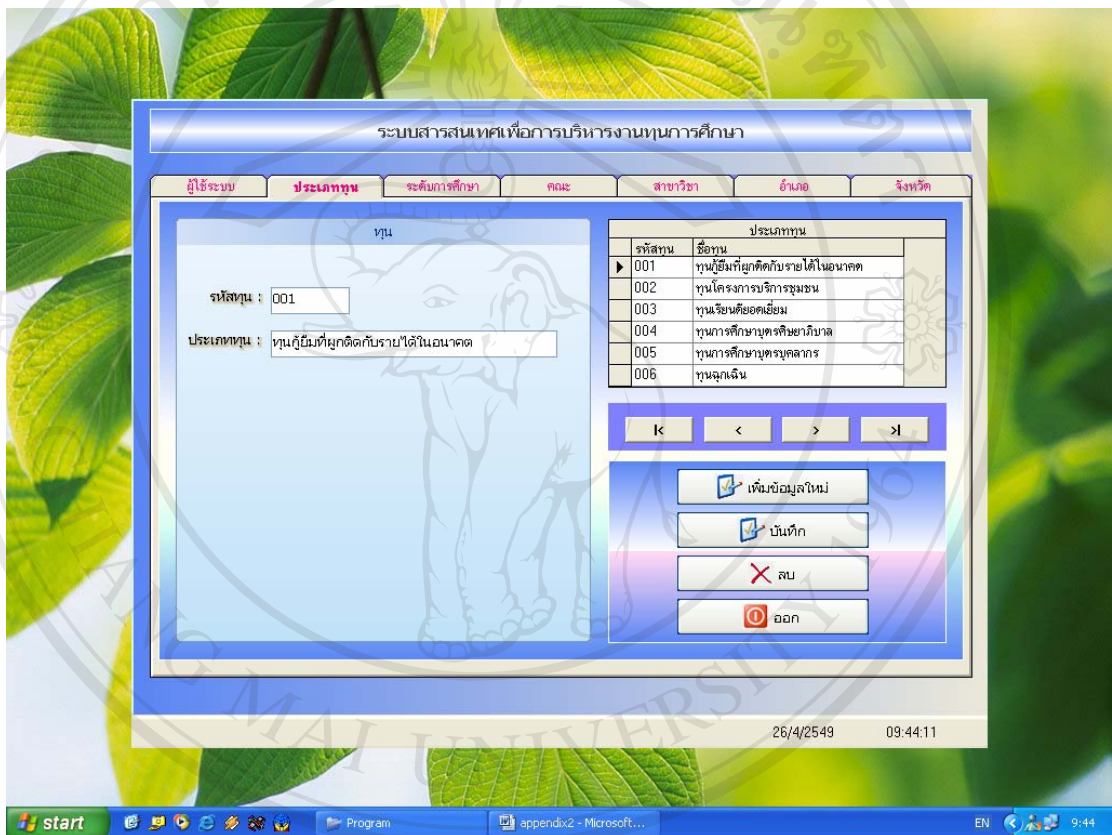 ระบบสารสนเทศเพื่อการบริหารงานทุนการศึกษา
ผู้ใช้ระบบ ประเภททุน ระดับการศึกษา คณะ สาขาวิชา อำเภอ จังหวัด
ทุน
รหัสทุน : 001
ประเภททุน : ทุนกู้ยืมที่ผูกติดกับรายได้ในอนาคต
ประเภททุน
รหัสทุน ชื่อทุน
001 ทุนกู้ยืมที่ผูกติดกับรายได้ในอนาคต
002 ทุนโครงการบริการชุมชน
003 ทุนเรียนดียอดเยี่ยม
004 ทุนการศึกษาบุตรศิษยาภิบาล
005 ทุนการศึกษาบุตรบุคลากร
006 ทุนฉุกเฉิน
|< < > >|
เพิ่มข้อมูลใหม่
บันทึก
ลบ
ออก
26/4/2549 09:44:11
start Program appendix2 - Microsoft... EN 9:44
ANG MAI UNIVERSITY 1964